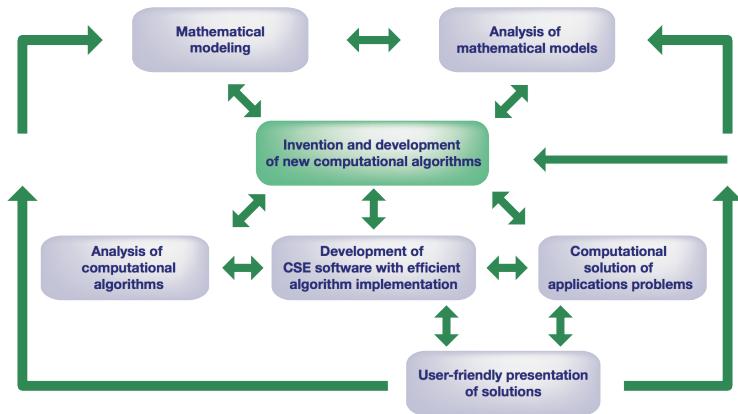 Mathematical
modeling
Analysis of
mathematical models
Invention and development
of new computational algorithms
Analysis of
computational
algorithms
Development of
CSE software with efficient
algorithm implementation
Computational
solution of
applications problems
User-friendly presentation
of solutions